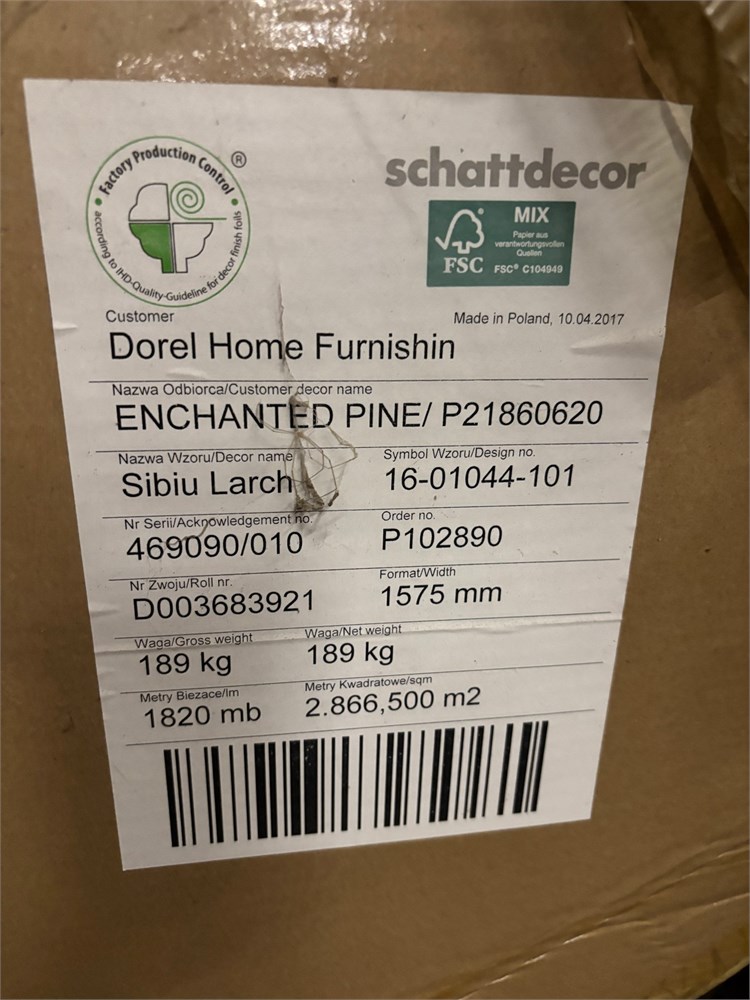 Factory Production Control ®
according to IHD-Quality-Guideline for decor finish foils
schattdecor
FSC
MIX
Papier aus
verantwortungsvollen
Quellen
FSC® C104949
Customer
Made in Poland, 10.04.2017
Dorel Home Furnishin
Nazwa Odbiorca/Customer decor name
ENCHANTED PINE/ P21860620
Nazwa Wzoru/Decor name Symbol Wzoru/Design no.
Sibiu Larch 16-01044-101
Nr Serii/Acknowledgement no. Order no.
469090/010 P102890
Nr Zwoju/Roll nr. Format/Width
D003683921 1575 mm
Waga/Gross weight Waga/Net weight
189 kg 189 kg
Metry Biezace/lm Metry Kwadratowe/sqm
1820 mb 2.866,500 m2